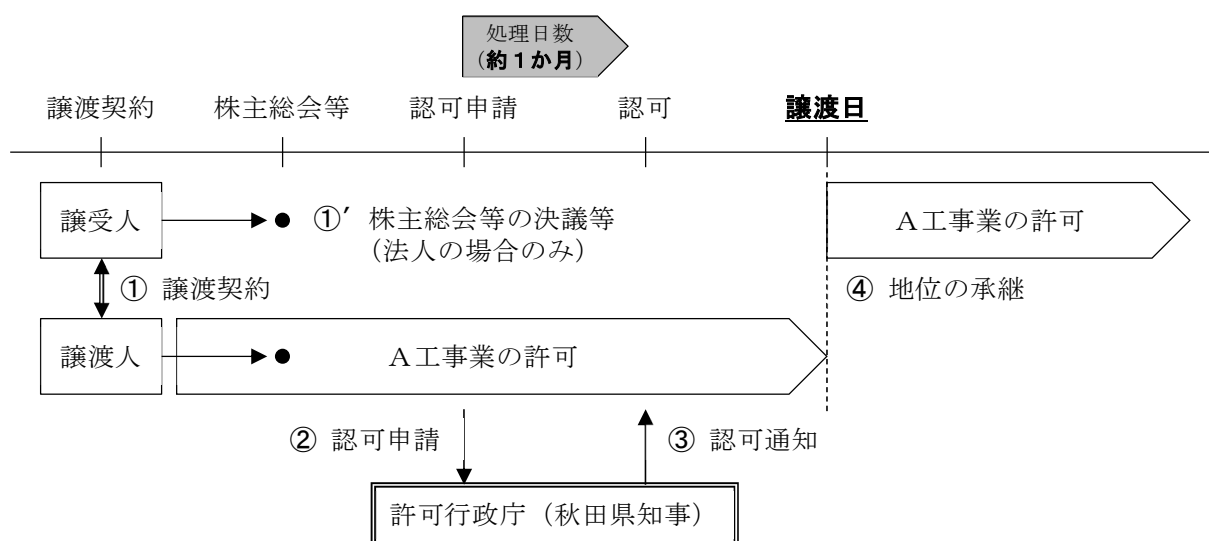 処理日数
(約1か月)
譲渡契約
株主総会等
認可申請
認可
譲渡日
譲受人
①′ 株主総会等の決議等
(法人の場合のみ)
A工事業の許可
① 譲渡契約
④ 地位の承継
譲渡人
A工事業の許可
② 認可申請
③ 認可通知
許可行政庁(秋田県知事)